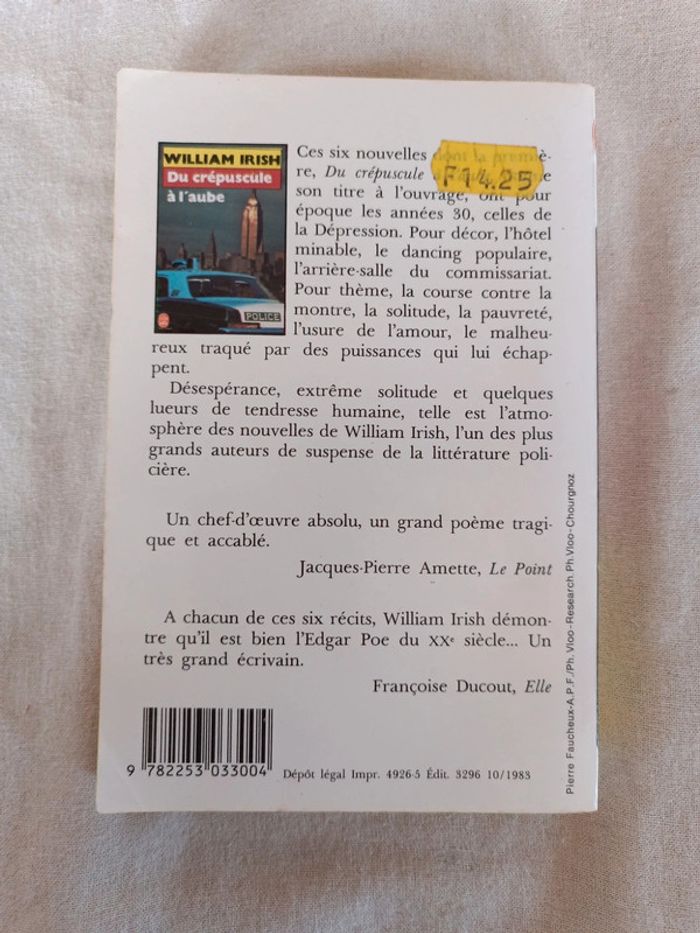 WILLIAM IRISH
Du crépuscule
à l'aube
POLICE
Ces six nouvelles dont la premiè-
re, Du crépuscule
son titre à l'ouvrage, ont pour
époque les années 30, celles de
la Dépression. Pour décor, l'hôtel
minable, le dancing populaire,
l'arrière-salle du commissariat.
Pour thème, la course contre la
montre, la solitude, la pauvreté,
l'usure de l'amour, le malheu-
reux traqué par des puissances qui lui échap-
pent.
F14.25
Désespérance, extrême solitude et quelques
lueurs de tendresse humaine, telle est l'atmo-
sphère des nouvelles de William Irish, l'un des plus
grands auteurs de suspense de la littérature poli-
cière.
Un chef-d'œuvre absolu, un grand poème tragi-
que et accablé.
Jacques-Pierre Amette, Le Point
A chacun de ces six récits, William Irish démon-
tre qu'il est bien l'Edgar Poe du XXe siècle... Un
très grand écrivain.
Françoise Ducout, Elle
9 782253 033004
Dépôt légal Impr. 4926-5 Édit. 3296 10/1983
Pierre Faucheux-A.P.F./Ph. Vloo-Research. Ph. Vloo-Chourgnoz